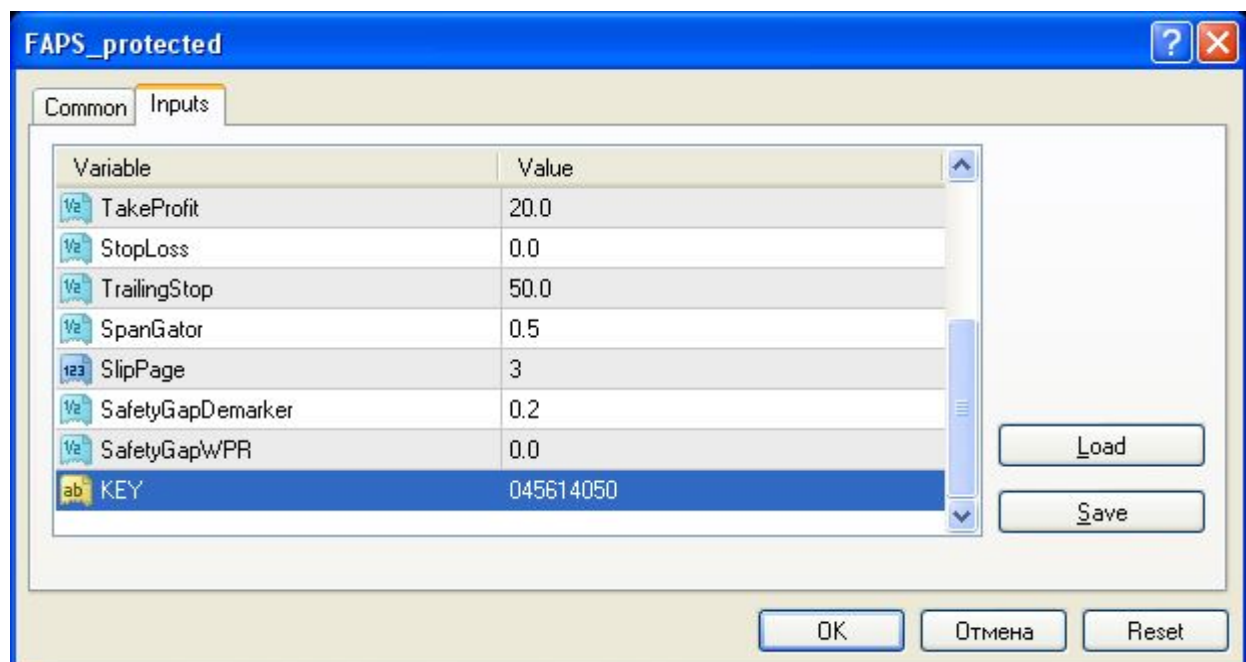 FAPS_protected
Common Inputs
Variable Value
TakeProfit 20.0
StopLoss 0.0
TrailingStop 50.0
SpanGator 0.5
SlipPage 3
SafetyGapDemarker 0.2
SafetyGapWPR 0.0
KEY 045614050
Load
Save
OK Отмена Reset